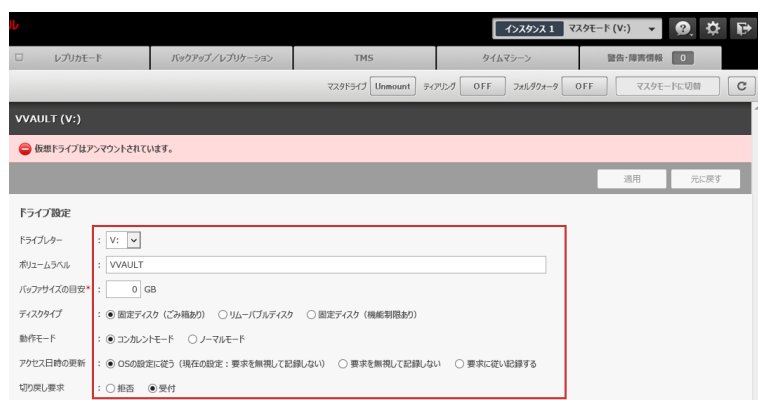 ル
インスタンス 1 マスタモード (V:)
レプリカモード バックアップ／レプリケーション TMS タイムマシーン 警告・障害情報 0
マスタドライブ Unmount ティアリング OFF フォルダクォータ OFF マスタモードに切替
VVAULT (V:)
仮想ドライブはアンマウントされています。
適用 元に戻す
ドライブ設定
ドライブレター : V:
ボリュームラベル : VVAULT
バッファサイズの目安* : 0 GB
ディスクタイプ : 固定ディスク（ごみ箱あり） リムーバブルディスク 固定ディスク（機能制限あり）
動作モード : コンカレントモード ノーマルモード
アクセス日時の更新 : OSの設定に従う（現在の設定：要求を無視して記録しない） 要求を無視して記録しない 要求に従い記録する
切り戻し要求 : 拒否 受付